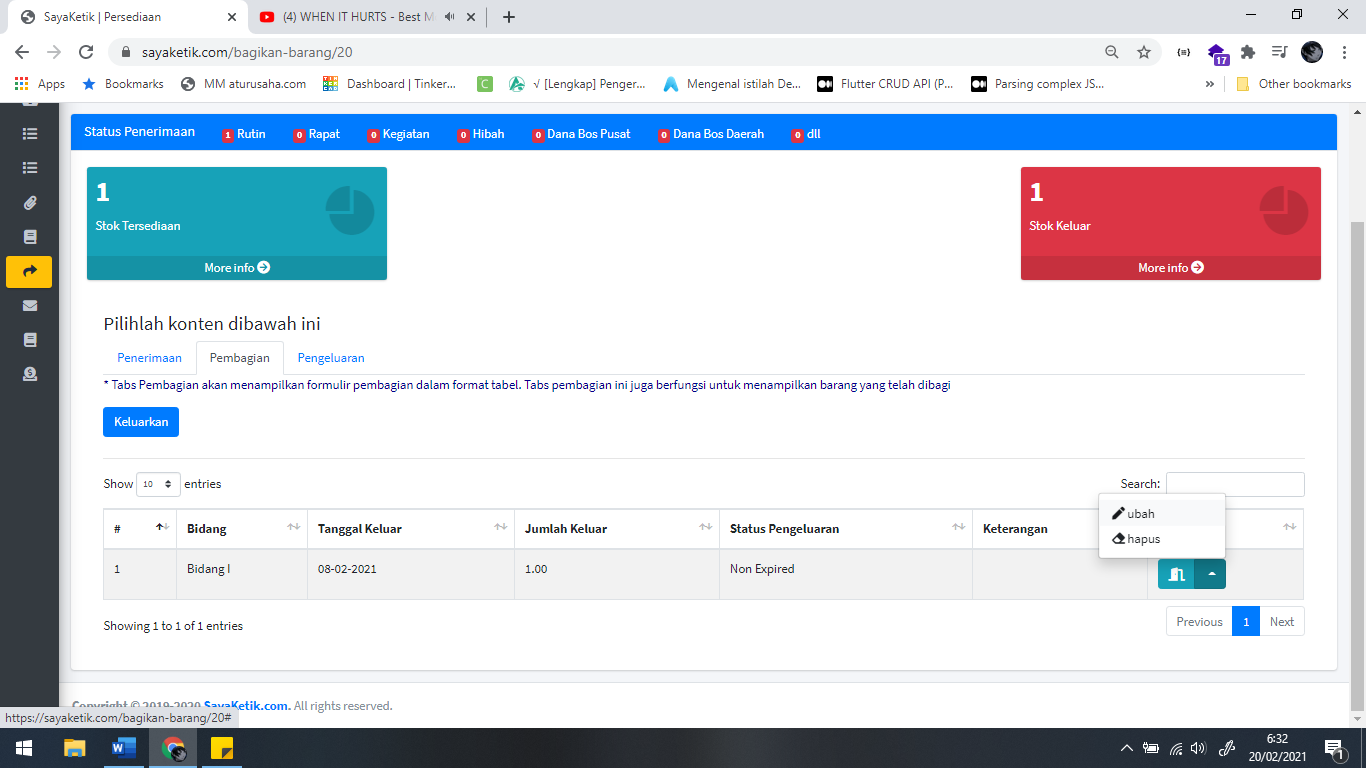 SayaKetik | Persediaan
(4) WHEN IT HURTS - Best M
sayaketik.com/bagikan-barang/20
17
Apps
Bookmarks
MM aturusaha.com
Dashboard | Tinker...
C
√ [Lengkap] Penger...
Mengenal istilah De...
Flutter CRUD API (P...
Parsing complex JS...
»
Other bookmarks
Status Penerimaan
1 Rutin
0 Rapat
0 Kegiatan
0 Hibah
0 Dana Bos Pusat
0 Dana Bos Daerah
0 dll
1
Stok Tersediaan
More info
1
Stok Keluar
More info
Pilihlah konten dibawah ini
Penerimaan
Pembagian
Pengeluaran
* Tabs Pembagian akan menampilkan formulir pembagian dalam format tabel. Tabs pembagian ini juga berfungsi untuk menampilkan barang yang telah dibagi
Keluarkan
Show 10 entries
Search:
ubah
hapus
#
Bidang
Tanggal Keluar
Jumlah Keluar
Status Pengeluaran
Keterangan
1
Bidang I
08-02-2021
1.00
Non Expired
Showing 1 to 1 of 1 entries
Previous
1
Next
Copyright © 2019-2020 SayaKetik.com. All rights reserved.
https://sayaketik.com/bagikan-barang/20#
6:32
20/02/2021
1